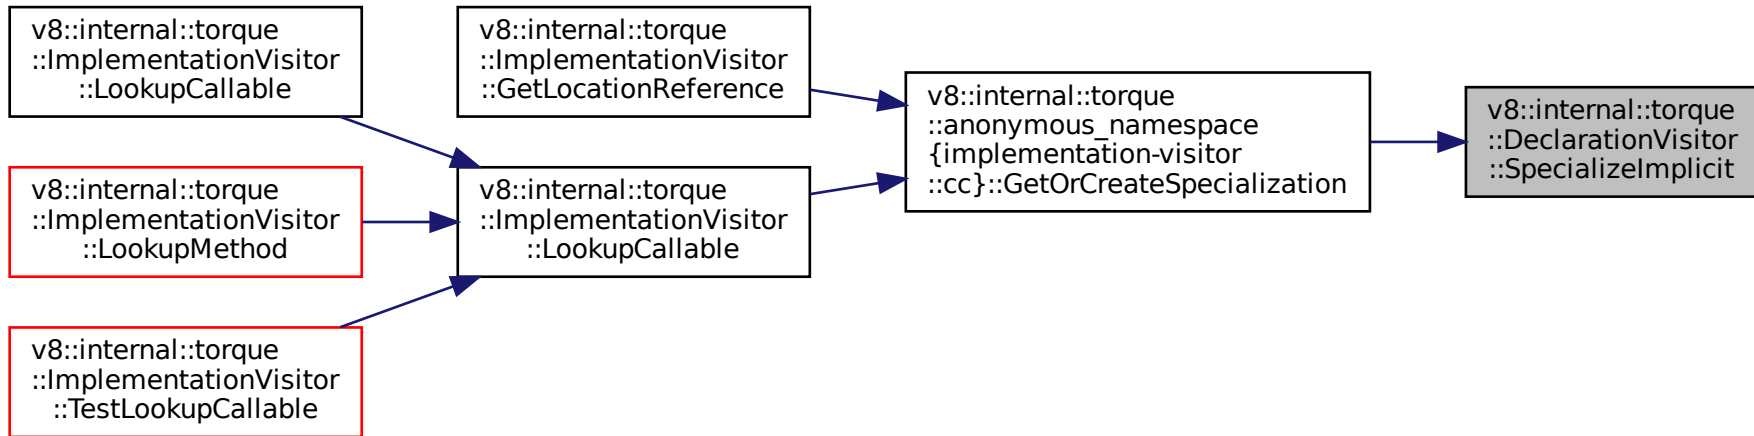 v8::internal::torque
::ImplementationVisitor
::LookupCallable
v8::internal::torque
::ImplementationVisitor
::LookupMethod
v8::internal::torque
::ImplementationVisitor
::TestLookupCallable
v8::internal::torque
::ImplementationVisitor
::GetLocationReference
v8::internal::torque
::ImplementationVisitor
::LookupCallable
v8::internal::torque
::anonymous_namespace
{implementation-visitor
::cc}::GetOrCreateSpecialization
v8::internal::torque
::DeclarationVisitor
::SpecializeImplicit